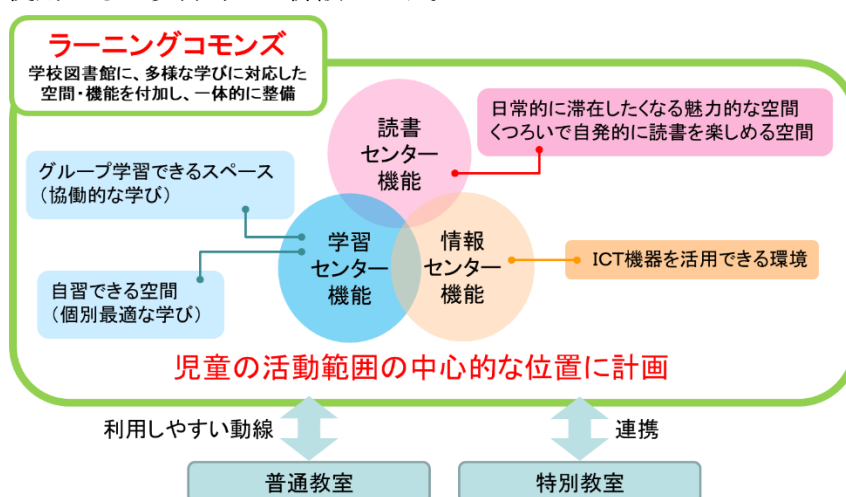 ラーニングコモンズ
学校図書館に、多様な学びに対応した
空間・機能を付加し、一体的に整備
読書
センター
機能
日常的に滞在したくなる魅力的な空間
くつろいで自発的に読書を楽しめる空間
グループ学習できるスペース
（協働的な学び）
学習
センター
機能
情報
センター
機能
ICT機器を活用できる環境
自習できる空間
（個別最適な学び）
児童の活動範囲の中心的な位置に計画
利用しやすい動線
連携
普通教室
特別教室